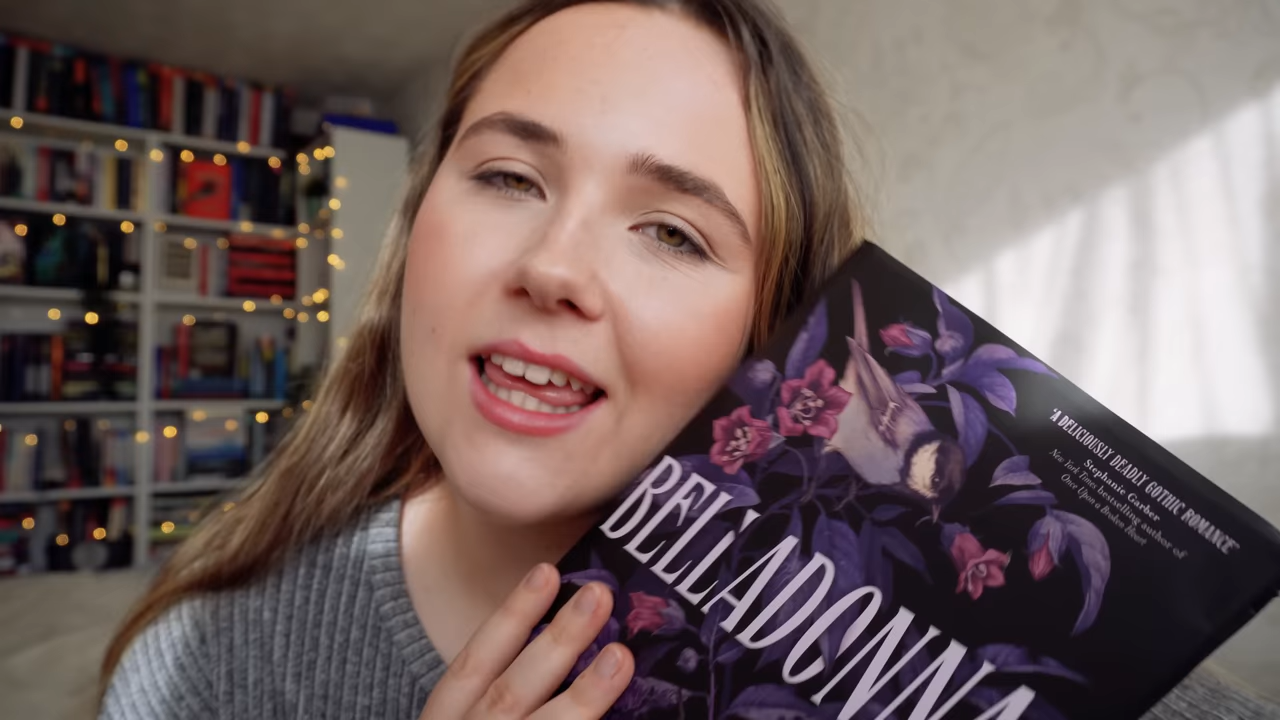 'A DELICIOUSLY DEADLY GOTHIC ROMANCE'
Stephanie Garber
New York Times bestselling author of
Once Upon a Broken Heart
BELLADONNA